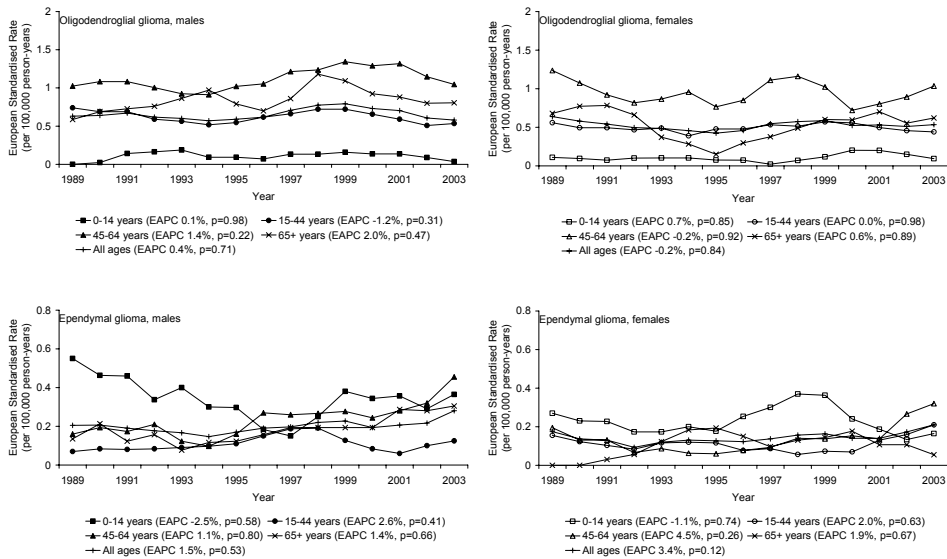 Oligodendroglial glioma, males
European Standardised Rate
(per 100,000 person-years)
2
1.5
1
0.5
0
1989 1991 1993 1995 1997 1999 2001 2003
Year
0-14 years (EAPC 0.1%, p=0.98) 15-44 years (EAPC -1.2%, p=0.31)
45-64 years (EAPC 1.4%, p=0.22) 65+ years (EAPC 2.0%, p=0.47)
All ages (EAPC 0.4%, p=0.71)
Oligodendroglial glioma, females
European Standardised Rate
(per 100,000 person-years)
2
1.5
1
0.5
0
1989 1991 1993 1995 1997 1999 2001 2003
Year
0-14 years (EAPC 0.7%, p=0.85) 15-44 years (EAPC 0.0%, p=0.98)
45-64 years (EAPC -0.2%, p=0.92) 65+ years (EAPC 0.6%, p=0.89)
All ages (EAPC -0.2%, p=0.84)
Ependymal glioma, males
European Standardised Rate
(per 100,000 person-years)
0.8
0.6
0.4
0.2
0
1989 1991 1993 1995 1997 1999 2001 2003
Year
0-14 years (EAPC -2.5%, p=0.58) 15-44 years (EAPC 2.6%, p=0.41)
45-64 years (EAPC 1.1%, p=0.80) 65+ years (EAPC 1.4%, p=0.66)
All ages (EAPC 1.5%, p=0.53)
Ependymal glioma, females
European Standardised Rate
(per 100,000 person-years)
0.8
0.6
0.4
0.2
0
1989 1991 1993 1995 1997 1999 2001 2003
Year
0-14 years (EAPC -1.1%, p=0.74) 15-44 years (EAPC 2.0%, p=0.63)
45-64 years (EAPC 4.5%, p=0.26) 65+ years (EAPC 1.9%, p=0.67)
All ages (EAPC 3.4%, p=0.12)